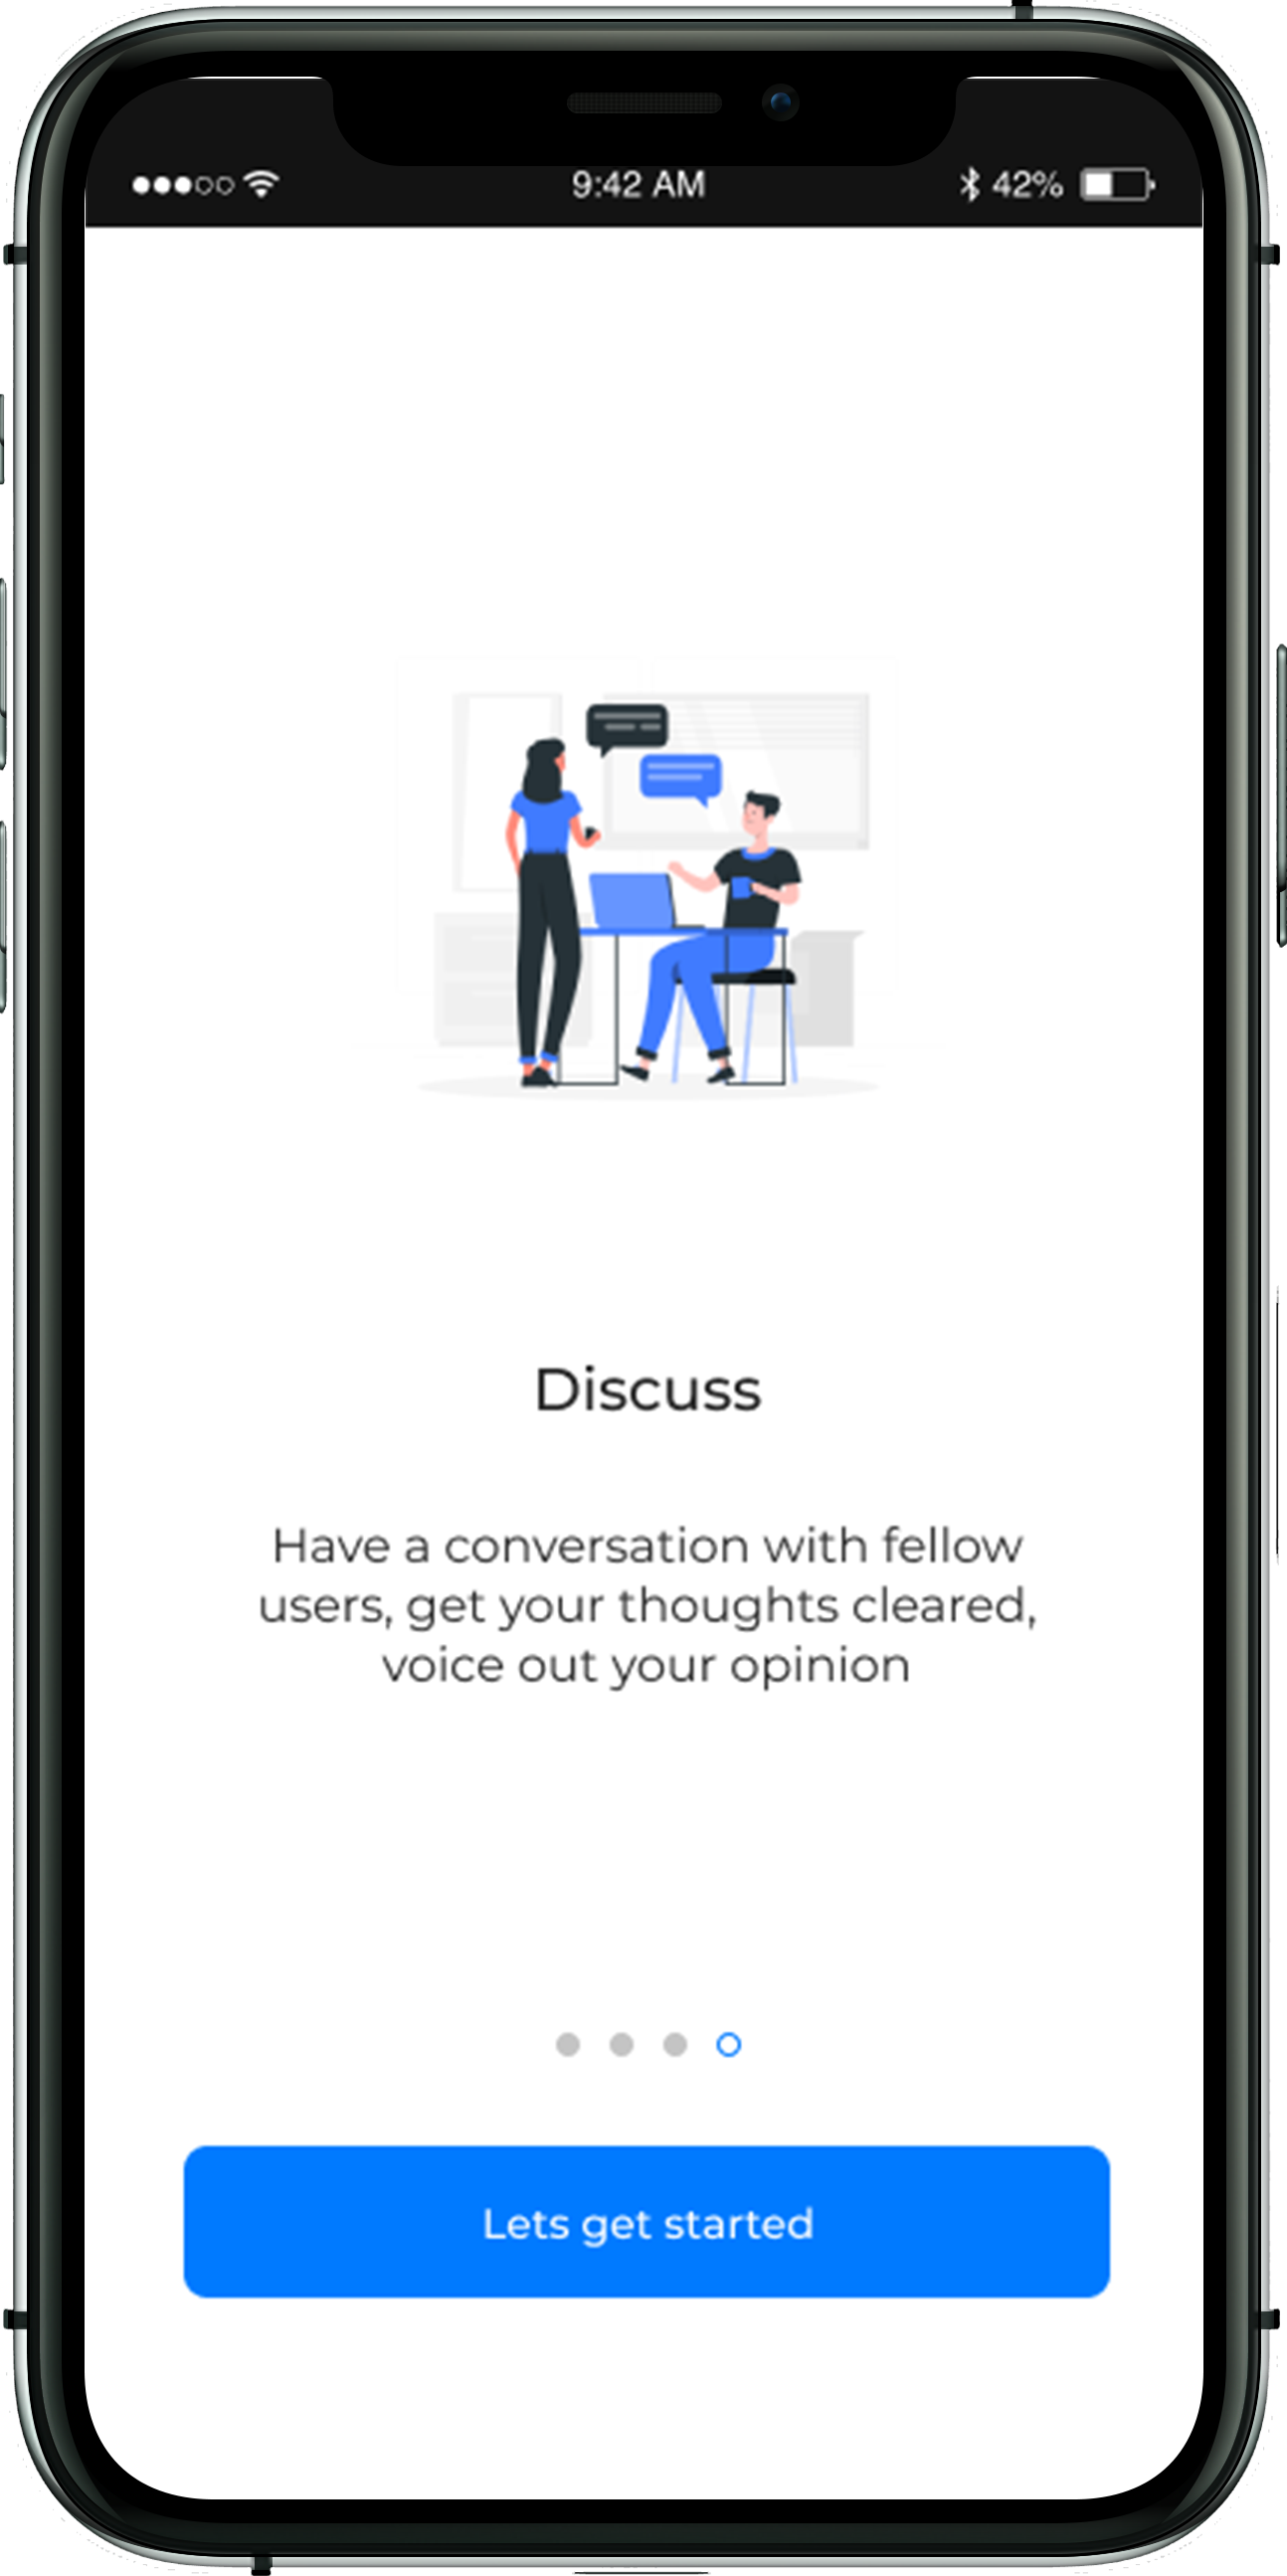 9:42 AM
42%
Discuss
Have a conversation with fellow
users, get your thoughts cleared,
voice out your opinion
Lets get started